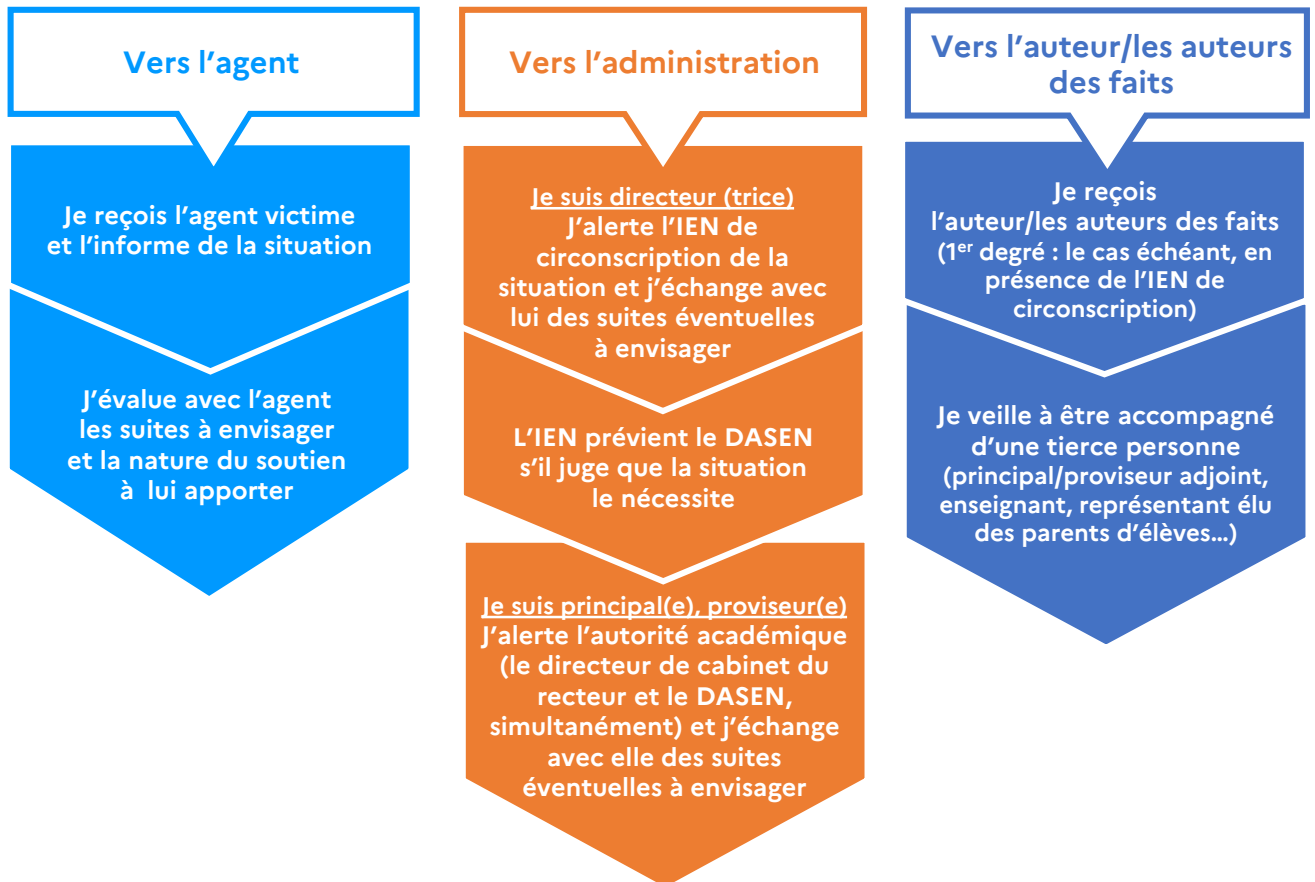 Vers l'agent
Je reçois l'agent victime
et l'informe de la situation
J'évalue avec l'agent
les suites à envisager
et la nature du soutien
à lui apporter
Vers l'administration
Je suis directeur (trice)
J'alerte l'IEN de
circonscription de la
situation et j'échange avec
lui des suites éventuelles
à envisager
L'IEN prévient le DASEN
s'il juge que la situation
le nécessite
Je suis principal(e), proviseur(e)
J'alerte l'autorité académique
(le directeur de cabinet du
recteur et le DASEN,
simultanément) et j'échange
avec elle des suites
éventuelles à envisager
Vers l'auteur/les auteurs
des faits
Je reçois
l'auteur/les auteurs des faits
(1er degré : le cas échéant, en
présence de l'IEN de
circonscription)
Je veille à être accompagné
d'une tierce personne
(principal/proviseur adjoint,
enseignant, représentant élu
des parents d'élèves…)